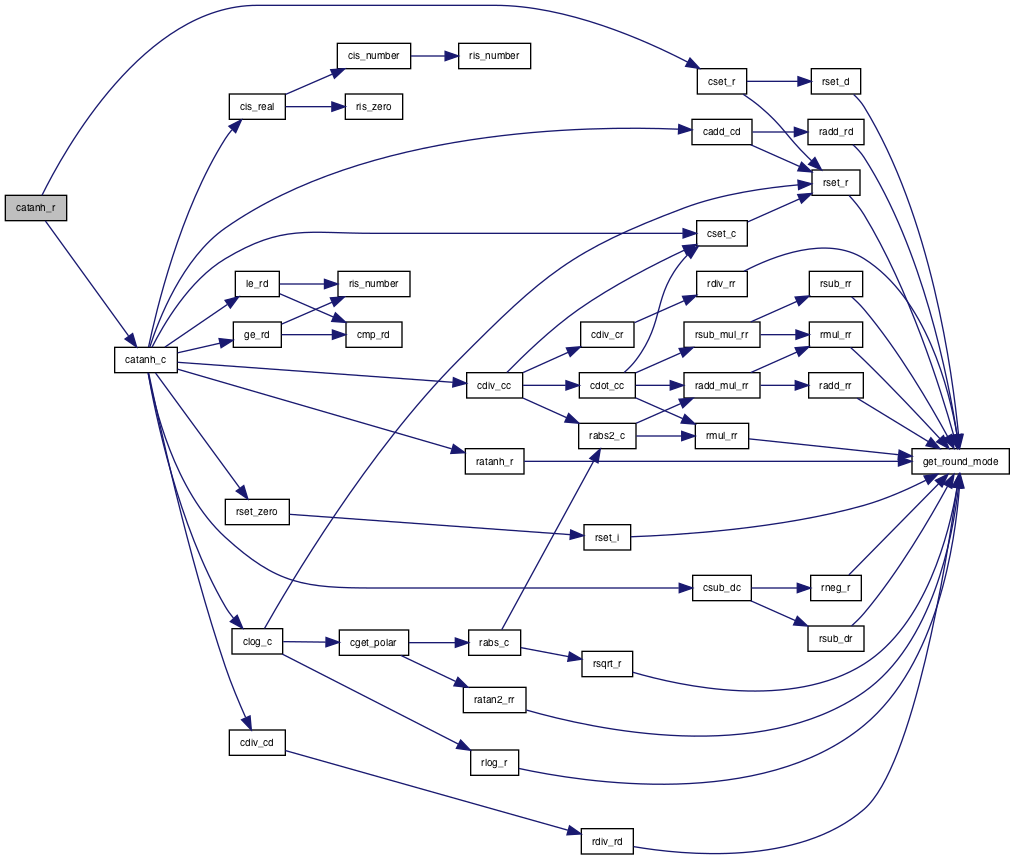 catanh_r
catanh_c
cis_real
le_rd
ge_rd
rset_zero
clog_c
cdiv_cd
cis_number
ris_zero
ris_number
cmp_rd
cget_polar
ris_number
cdiv_cc
ratanh_r
rabs_c
ratan2_rr
rlog_r
cdiv_cr
cdot_cc
rabs2_c
rset_i
rsqrt_r
rdiv_rd
cset_r
cadd_cd
cset_c
rdiv_rr
rsub_mul_rr
radd_mul_rr
rmul_rr
csub_dc
rset_d
radd_rd
rset_r
rsub_rr
rmul_rr
radd_rr
rneg_r
rsub_dr
get_round_mode